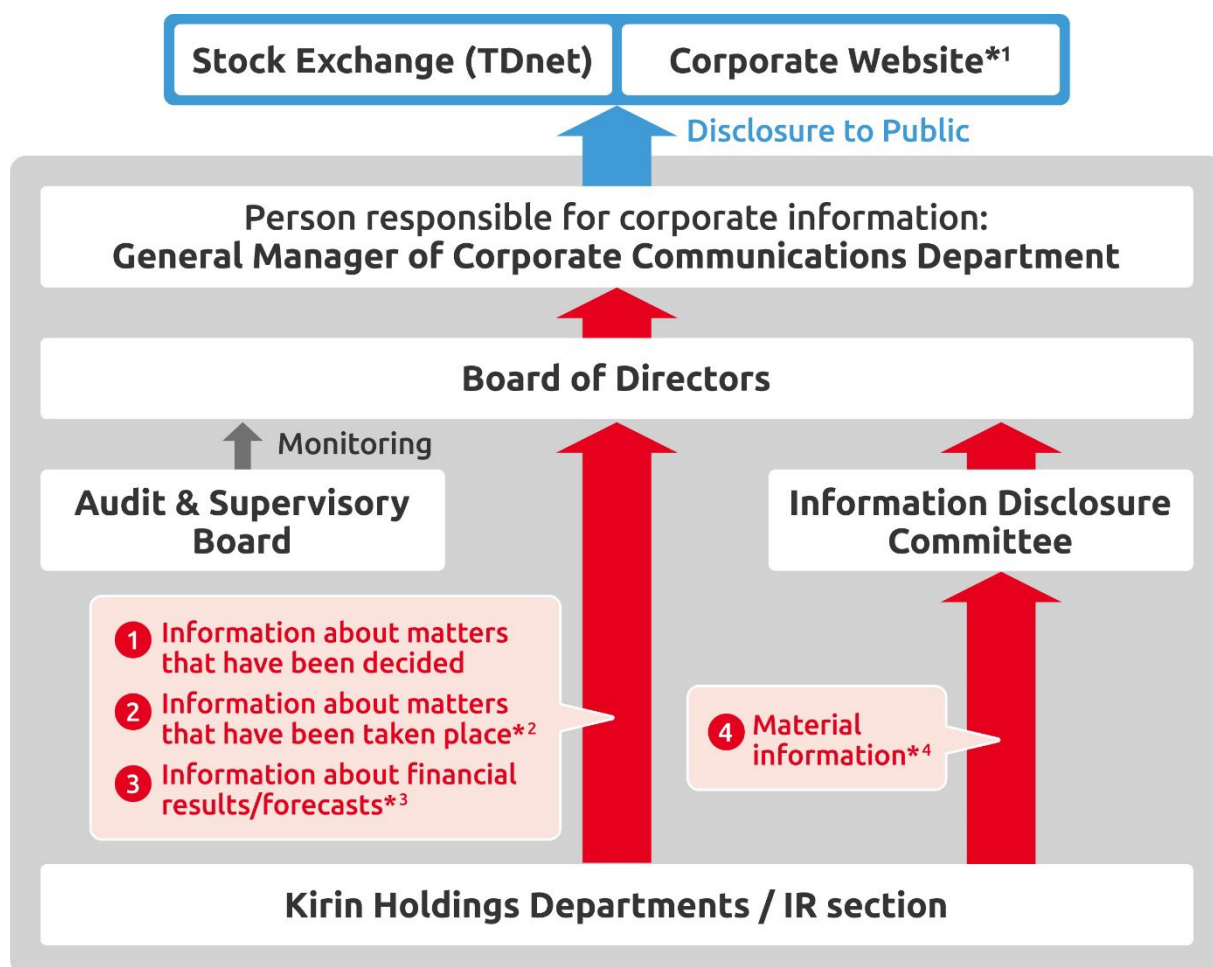 Stock Exchange (TDnet)
Corporate Website*1
Disclosure to Public
Person responsible for corporate information:
General Manager of Corporate Communications Department
Board of Directors
Monitoring
Audit & Supervisory
Board
Information Disclosure
Committee
1 Information about matters
that have been decided
2 Information about matters
that have been taken place*2
3 Information about financial
results/forecasts*3
4 Material
information*4
Kirin Holdings Departments / IR section